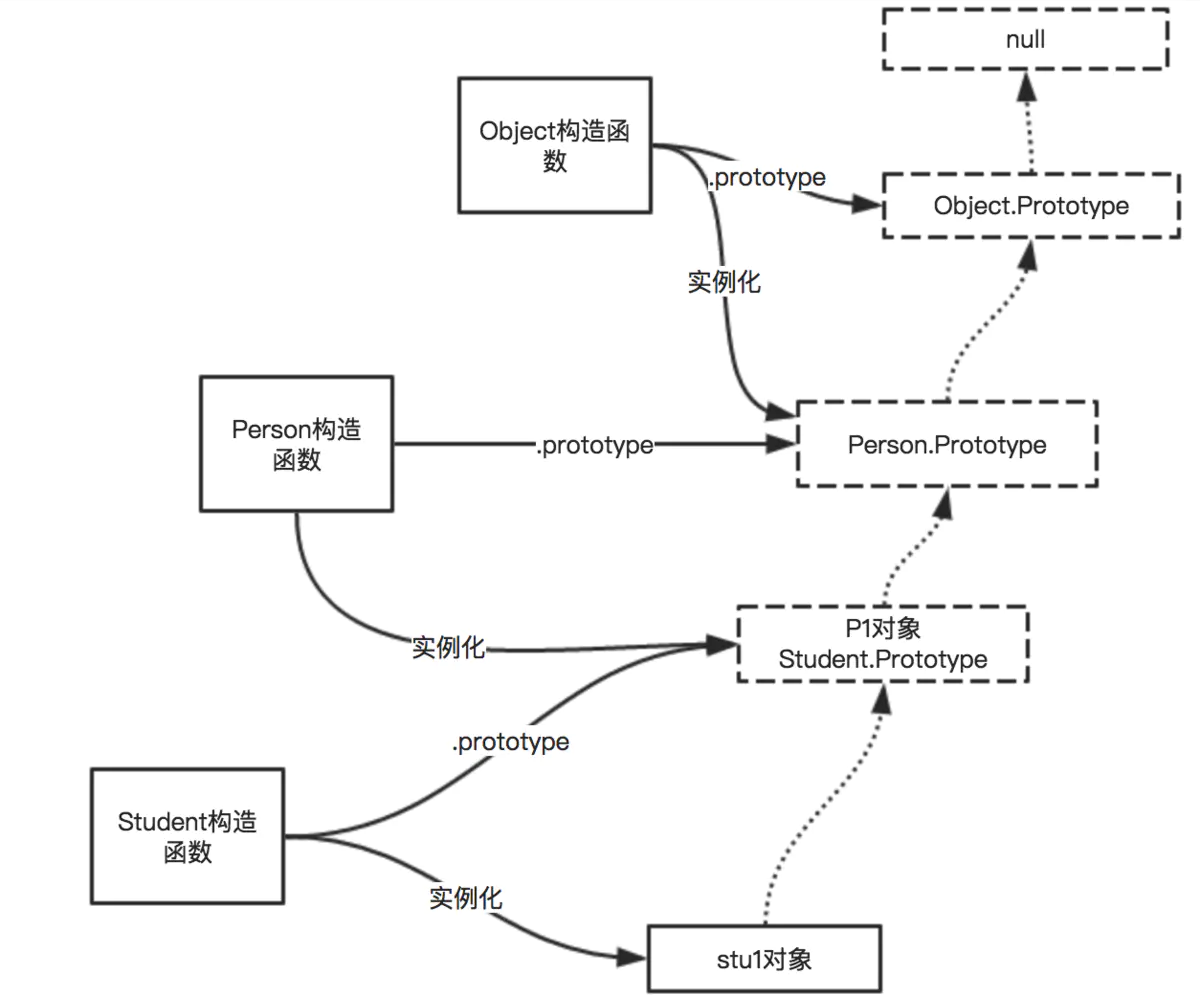 null
Object构造函
数
.prototype
Object.Prototype
实例化
Person构造
函数
.prototype
Person.Prototype
P1对象
Student.Prototype
实例化
.prototype
Student构造
函数
实例化
stu1对象